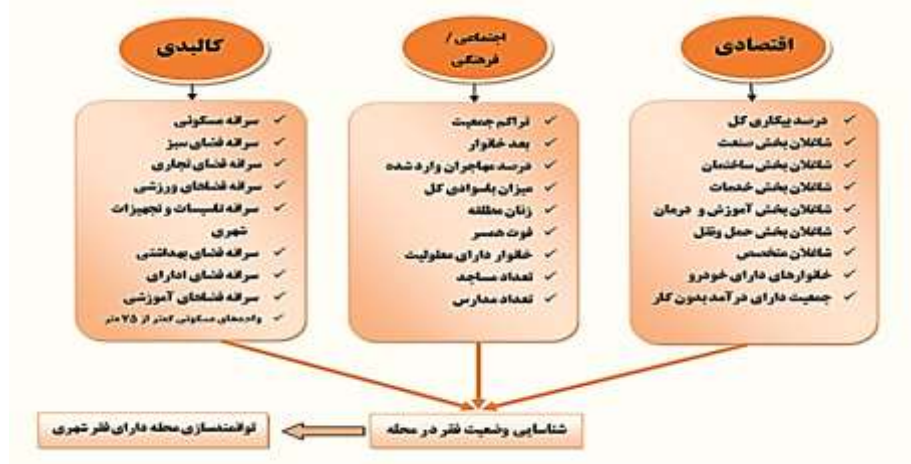 اقتصادی
درصد بیکاری کل
شاغلان بخش صنعت
شاغلان بخش ساختمان
شاغلان بخش خدمات
شاغلان بخش آموزش و درمان
شاغلان بخش حمل ونقل
شاغلان متخصص
خانوارهای دارای خودرو
جمعیت دارای درآمد بدون کار
اجتماعی /
فرهنگی
تراکم جمعیت
بعد خانوار
درصد مهاجران وارد شده
میزان باسوادی کل
زنان مطلقه
فوت همسر
خانوار دارای معلولیت
تعداد مساجد
تعداد مدارس
کالبدی
سرانه مسکونی
سرانه فضای سبز
سرانه فضای تجاری
سرانه فضاهای ورزشی
سرانه تاسیسات و تجهیزات
شهری
سرانه فضای بهداشتی
سرانه فضای ادارای
سرانه فضاهای آموزشی
واحدهای مسکونی کمتر از ۷۵ متر
شناسایی وضعیت فقر در محله
توانمندسازی محله دارای فقر شهری